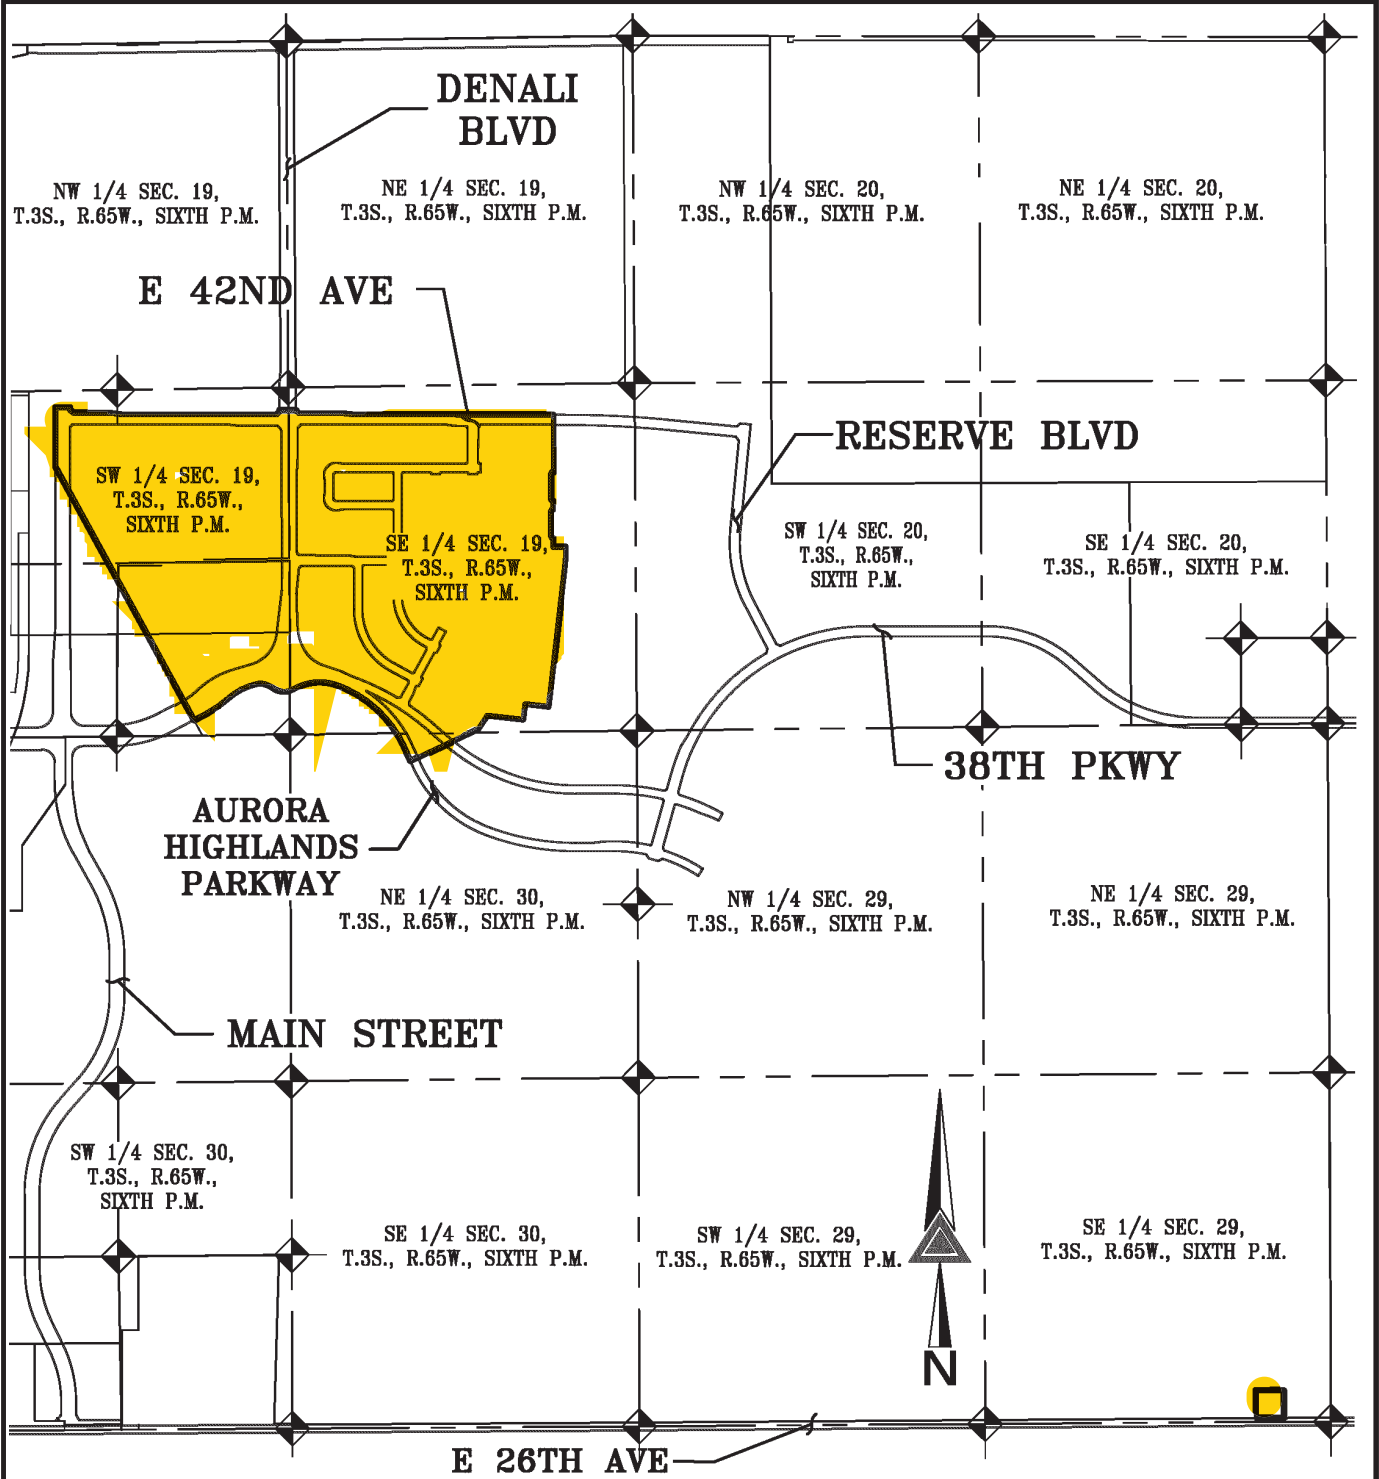 DENALI
BLVD
NW 1/4 SEC. 19,
T.3S., R.65W., SIXTH P.M.
NE 1/4 SEC. 19,
T.3S., R.65W., SIXTH P.M.
NW 1/4 SEC. 20,
T.3S., R.65W., SIXTH P.M.
NE 1/4 SEC. 20,
T.3S., R.65W., SIXTH P.M.
E 42ND AVE
RESERVE BLVD
SW 1/4 SEC. 19,
T.3S., R.65W.,
SIXTH P.M.
SE 1/4 SEC. 19,
T.3S., R.65W.,
SIXTH P.M.
SW 1/4 SEC. 20,
T.3S., R.65W.,
SIXTH P.M.
SE 1/4 SEC. 20,
T.3S., R.65W., SIXTH P.M.
38TH PKWY
AURORA
HIGHLANDS
PARKWAY
NE 1/4 SEC. 30,
T.3S., R.65W., SIXTH P.M.
NW 1/4 SEC. 29,
T.3S., R.65W., SIXTH P.M.
NE 1/4 SEC. 29,
T.3S., R.65W., SIXTH P.M.
MAIN STREET
SW 1/4 SEC. 30,
T.3S., R.65W.,
SIXTH P.M.
SE 1/4 SEC. 30,
T.3S., R.65W., SIXTH P.M.
SW 1/4 SEC. 29,
T.3S., R.65W., SIXTH P.M.
SE 1/4 SEC. 29,
T.3S., R.65W., SIXTH P.M.
N
E 26TH AVE